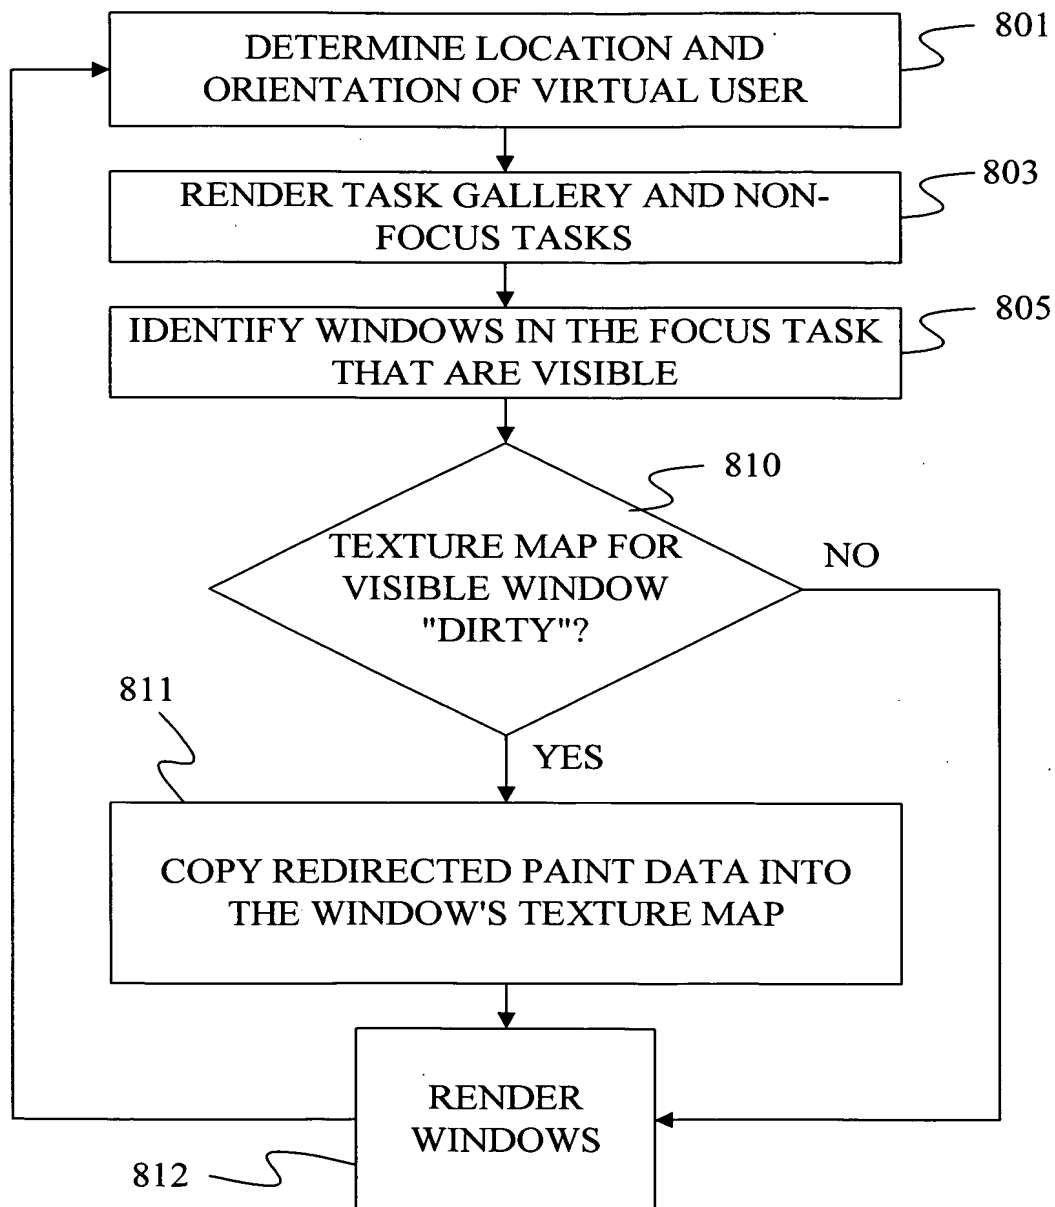 DETERMINE LOCATION AND
ORIENTATION OF VIRTUAL USER
801
RENDER TASK GALLERY AND NON-
FOCUS TASKS
803
IDENTIFY WINDOWS IN THE FOCUS TASK
THAT ARE VISIBLE
805
810
TEXTURE MAP FOR
VISIBLE WINDOW
"DIRTY"?
NO
YES
811
COPY REDIRECTED PAINT DATA INTO
THE WINDOW'S TEXTURE MAP
RENDER
WINDOWS
812